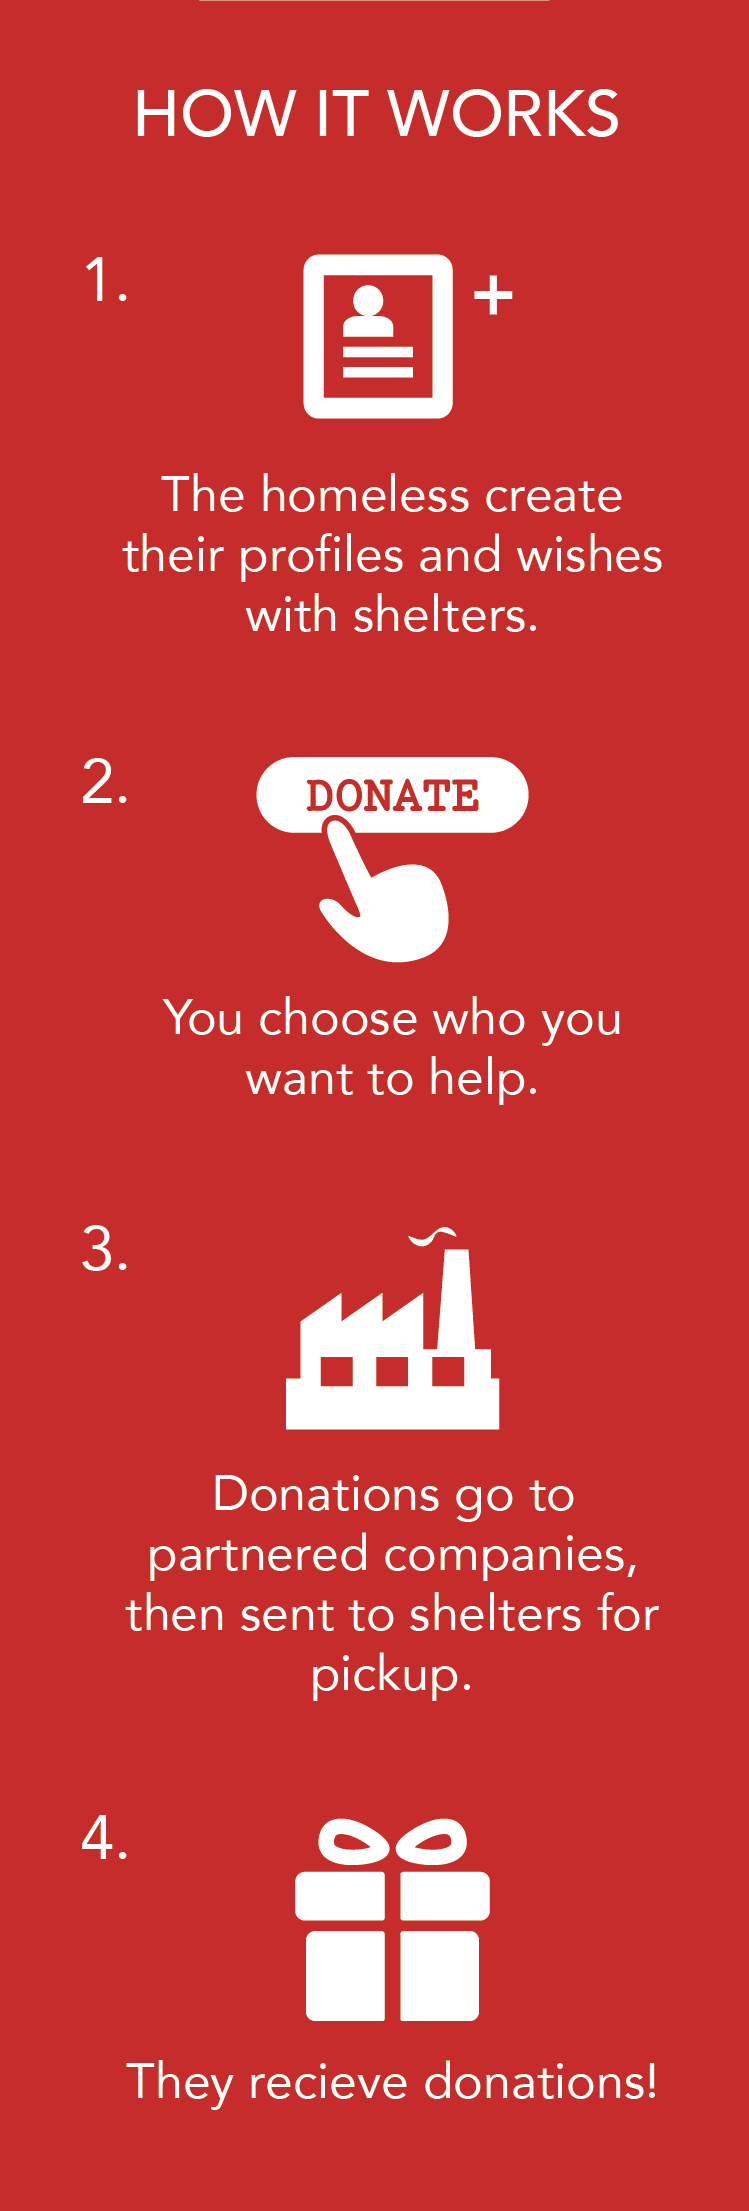 HOW IT WORKS
1.
+
The homeless create
their profiles and wishes
with shelters.
2.
DONATE
You choose who you
want to help.
3.
Donations go to
partnered companies,
then sent to shelters for
pickup.
4.
They recieve donations!